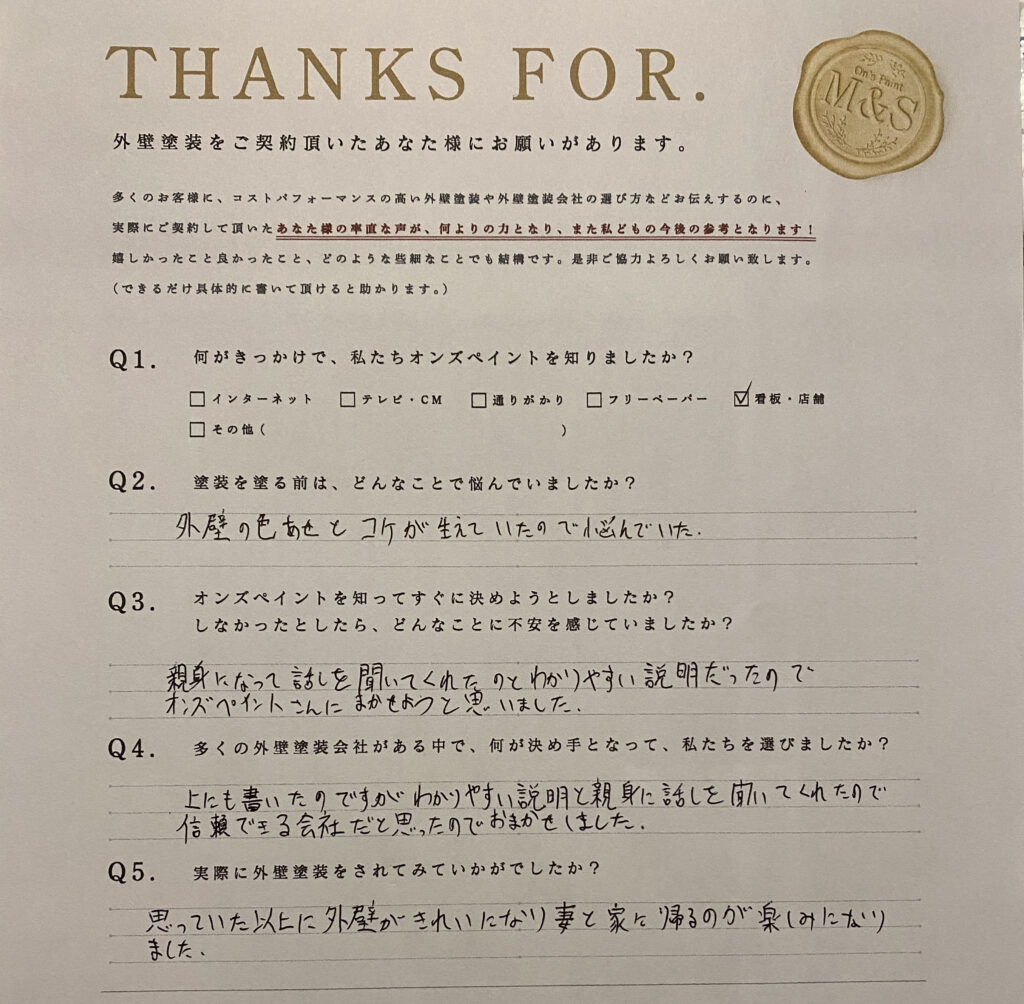 THANKS FOR.
On'z Paint
M&S
外壁塗装をご契約頂いたあなた様にお願いがあります。
多くのお客様に、コストパフォーマンスの高い外壁塗装や外壁塗装会社の選び方などお伝えするのに、
実際にご契約して頂いたあなた様の率直な声が、何よりの力となり、また私どもの今後の参考となります！
嬉しかったこと良かったこと、どのような些細なことでも結構です。是非ご協力よろしくお願い致します。
（できるだけ具体的に書いて頂けると助かります。）
Q1. 何がきっかけで、私たちオンズペイントを知りましたか？
□インターネット □テレビ・CM □通りがかり □フリーペーパー ☑看板・店舗
□その他（ ）
Q2. 塗装を塗る前は、どんなことで悩んでいましたか？
外壁の色あせとコケが生えていたので悩んでいた.
Q3. オンズペイントを知ってすぐに決めようとしましたか？
しなかったとしたら、どんなことに不安を感じていましたか？
親身になって話しを聞いてくれたのとわかりやすい説明だったので
オンズペイントさんにまかせようと思いました.
Q4. 多くの外壁塗装会社がある中で、何が決め手となって、私たちを選びましたか？
上にも書いたのですがわかりやすい説明と親身に話しを聞いてくれたので
信頼できる会社だと思ったのでおまかせしました.
Q5. 実際に外壁塗装をされてみていかがでしたか？
思っていた以上に外壁がきれいになり妻と家に帰るのが楽しみになり
ました.